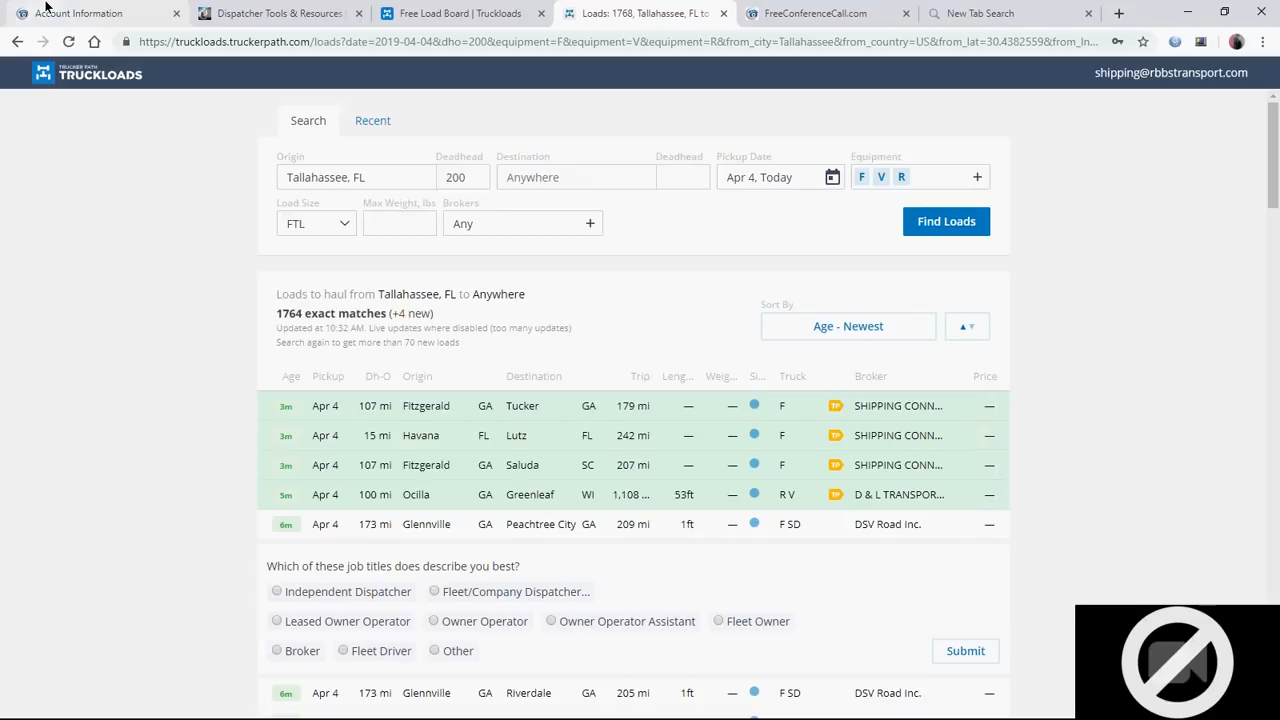 Account Information
Dispatcher Tools & Resources
Free Load Board | Truckloads
Loads: 1768, Tallahassee, FL to
FreeConferenceCall.com
New Tab Search
https://truckloads.truckerpath.com/loads?date=2019-04-04&dho=200&equipment=F&equipment=V&equipment=R&from_city=Tallahassee&from_country=US&from_lat=30.4382559&from_ln...
TRUCKER PATH
TRUCKLOADS
shipping@rbbstransport.com
Search Recent
Origin Deadhead Destination Deadhead Pickup Date Equipment
Tallahassee, FL 200 Anywhere Apr 4, Today F V R +
Load Size Max Weight, lbs Brokers
FTL Any + Find Loads
Loads to haul from Tallahassee, FL to Anywhere
1764 exact matches (+4 new)
Updated at 10:32 AM. Live updates where disabled (too many updates)
Search again to get more than 70 new loads
Sort By
Age - Newest
Age Pickup Dh-O Origin Destination Trip Leng... Weig... Si... Truck Broker Price
3m Apr 4 107 mi Fitzgerald GA Tucker GA 179 mi — — F TP SHIPPING CONN... —
3m Apr 4 15 mi Havana FL Lutz FL 242 mi — — F TP SHIPPING CONN... —
3m Apr 4 107 mi Fitzgerald GA Saluda SC 207 mi — — F TP SHIPPING CONN... —
5m Apr 4 100 mi Ocilla GA Greenleaf WI 1,108 ... 53ft — R V TP D & L TRANSPOR... —
6m Apr 4 173 mi Glennville GA Peachtree City GA 209 mi 1ft — F SD DSV Road Inc. —
Which of these job titles does describe you best?
Independent Dispatcher Fleet/Company Dispatcher...
Leased Owner Operator Owner Operator Owner Operator Assistant Fleet Owner
Broker Fleet Driver Other Submit
6m Apr 4 173 mi Glennville GA Riverdale GA 205 mi 1ft — F SD DSV Road Inc. —